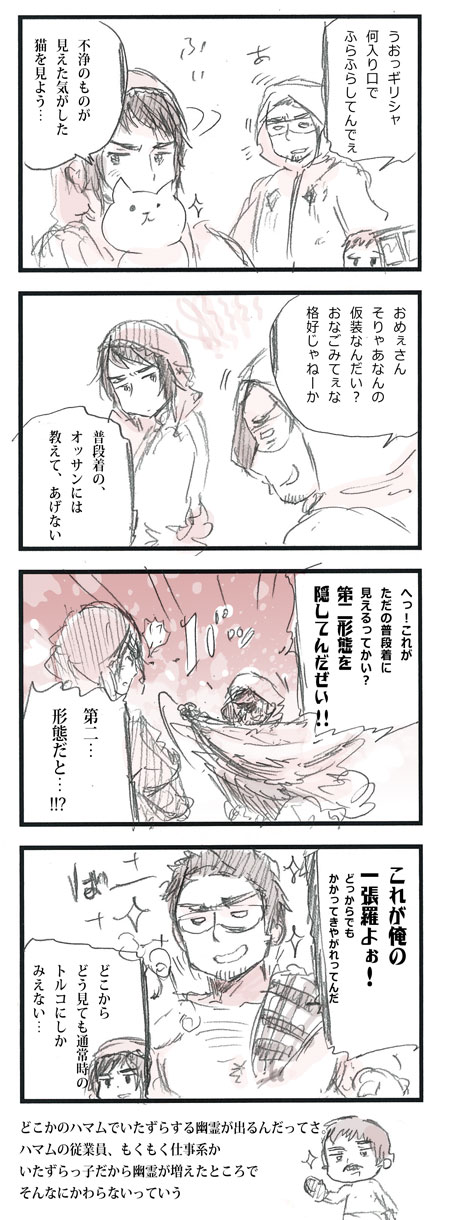 うおっギリシャ
何入り口で
ふらふらしてんでぇ
あ
不浄のものが
見えた気がした
猫を見よう…
おめぇさん
そりゃあなんの
仮装なんだい?
おなごみてぇな
格好じゃねーか
普段着の、
オッサンには
教えて、あげない
へっ!これが
ただの普段着に
見えるってかい?
第二形態を
隠してんだぜい!!
第二…
形態だと…!!?
これが俺の
一張羅よぉ!
どっからでも
かかってきやがれってんだ
どこから
どう見ても通常時の
トルコにしか
みえない…
どこかのハマムでいたずらする幽霊が出るんだってさ。
ハマムの従業員、もくもく仕事系か
いたずらっ子だから幽霊が増えたところで
そんなにかわらないっていう